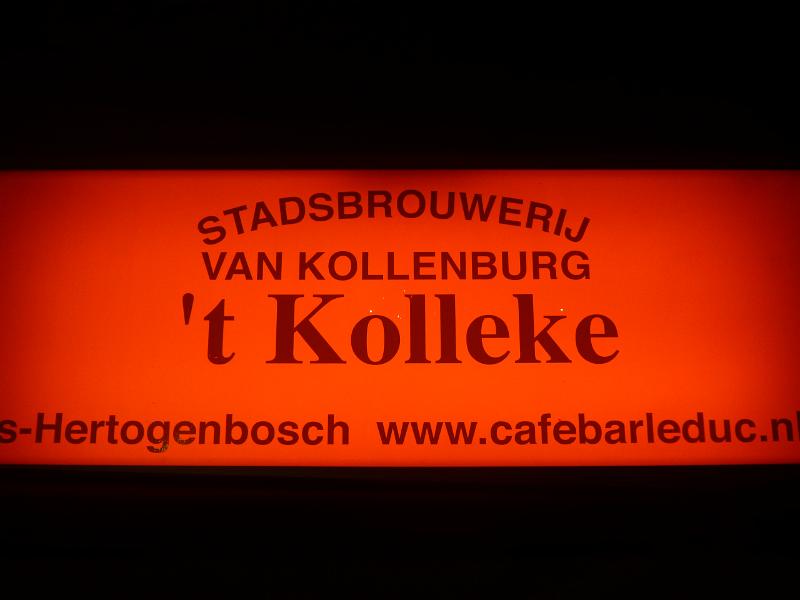 STADSBROUWERIJ
VAN KOLLENBURG
't Kolleke
s-Hertogenbosch www.cafebarleduc.nl